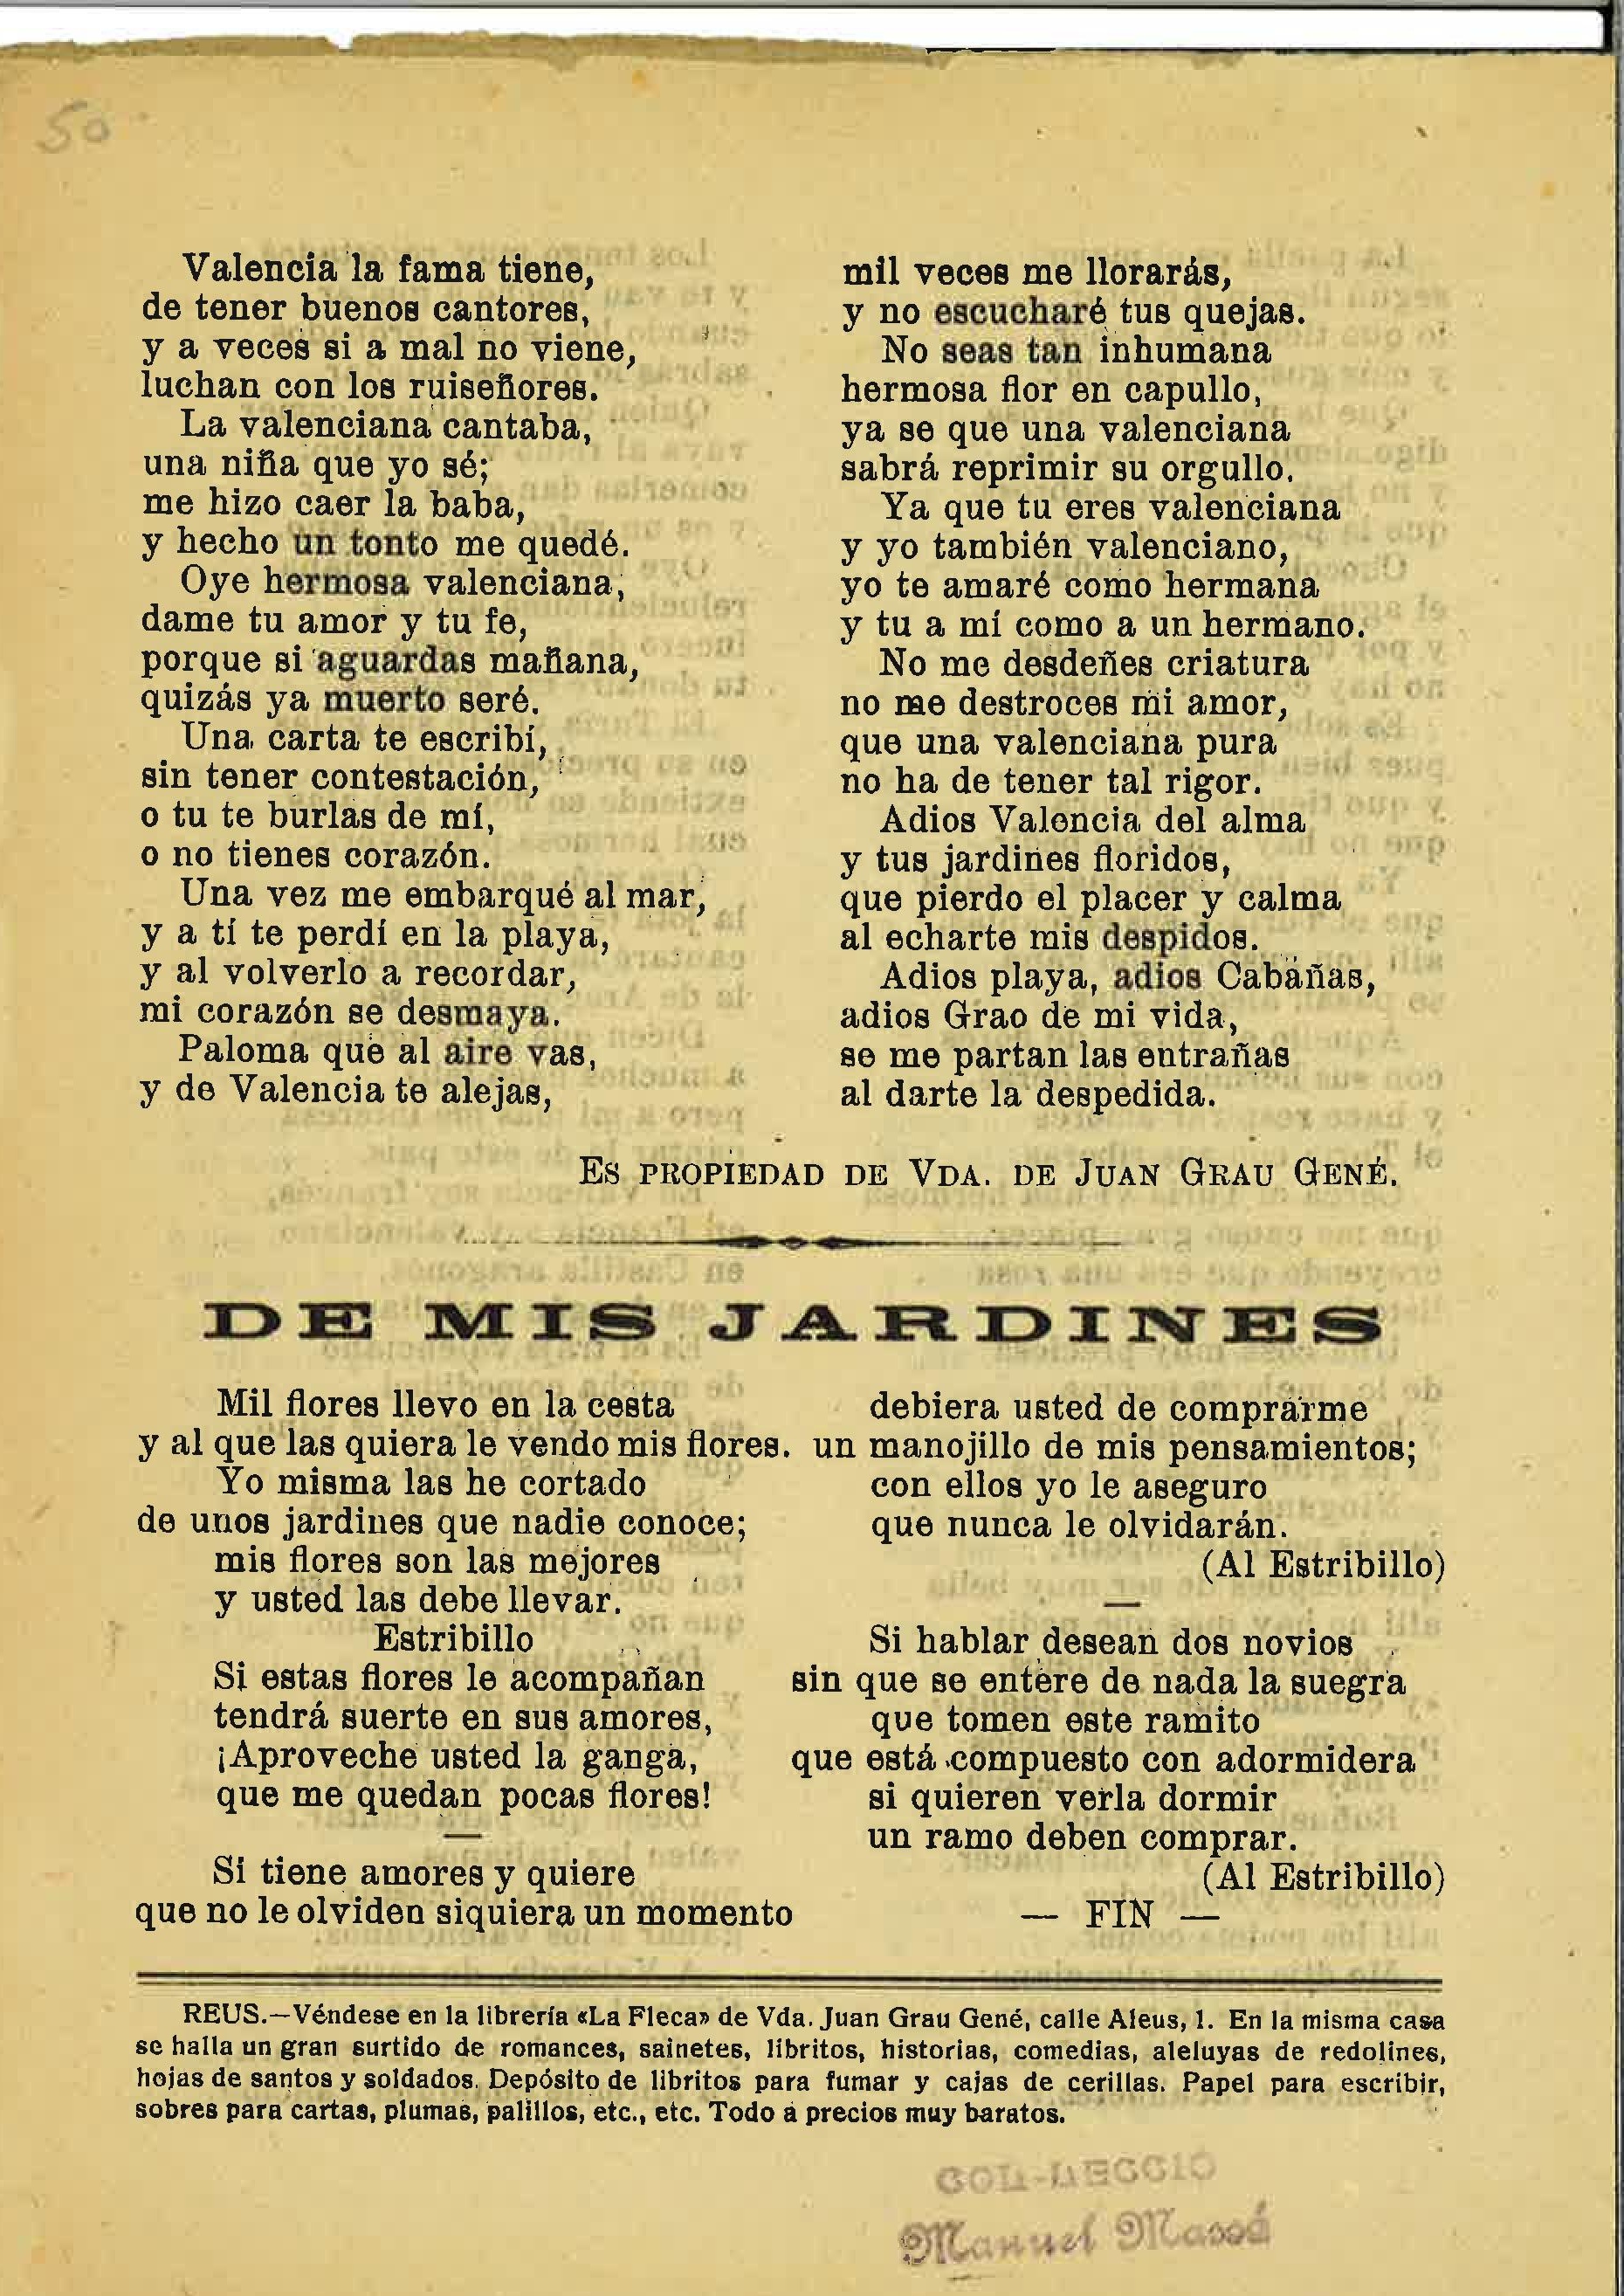 50
Valencia la fama tiene,
de tener buenos cantores,
y a veces si a mal no viene,
luchan con los ruiseñores.
La valenciana cantaba,
una niña que yo sé;
me hizo caer la baba,
y hecho un tonto me quedé.
Oye hermosa valenciana,
dame tu amor y tu fe,
porque si aguardas mañana,
quizás ya muerto seré.
Una carta te escribí,
sin tener contestación,
o tu te burlas de mí,
o no tienes corazón.
Una vez me embarqué al mar,
y a tí te perdí en la playa,
y al volverlo a recordar,
mi corazón se desmaya.
Paloma que al aire vas,
y de Valencia te alejas,
mil veces me llorarás,
y no escucharé tus quejas.
No seas tan inhumana
hermosa flor en capullo,
ya se que una valenciana
sabrá reprimir su orgullo.
Ya que tu eres valenciana
y yo también valenciano,
yo te amaré como hermana
y tu a mí como a un hermano.
No me desdeñes criatura
no me destroces mi amor,
que una valenciana pura
no ha de tener tal rigor.
Adios Valencia del alma
y tus jardines floridos,
que pierdo el placer y calma
al echarte mis despidos.
Adios playa, adios Cabañas,
adios Grao de mi vida,
se me partan las entrañas
al darte la despedida.
Es propiedad de Vda. de Juan Grau Gené.
DE MIS JARDINES
Mil flores llevo en la cesta
y al que las quiera le vendo mis flores.
Yo misma las he cortado
de unos jardines que nadie conoce;
mis flores son las mejores
y usted las debe llevar.
Estribillo
Si estas flores le acompañan
tendrá suerte en sus amores,
¡Aproveche usted la ganga,
que me quedan pocas flores!
—
Si tiene amores y quiere
que no le olviden siquiera un momento
debiera usted de comprarme
un manojillo de mis pensamientos;
con ellos yo le aseguro
que nunca le olvidarán.
(Al Estribillo)
—
Si hablar desean dos novios
sin que se entere de nada la suegra
que tomen este ramito
que está compuesto con adormidera
si quieren verla dormir
un ramo deben comprar.
(Al Estribillo)
— FIN —
REUS.—Véndese en la librería «La Fleca» de Vda. Juan Grau Gené, calle Aleus, 1. En la misma casa
se halla un gran surtido de romances, sainetes, libritos, historias, comedias, aleluyas de redolines,
hojas de santos y soldados. Depósito de libritos para fumar y cajas de cerillas. Papel para escribir,
sobres para cartas, plumas, palillos, etc., etc. Todo a precios muy baratos.
COL-LECCIO
Manuel Massó